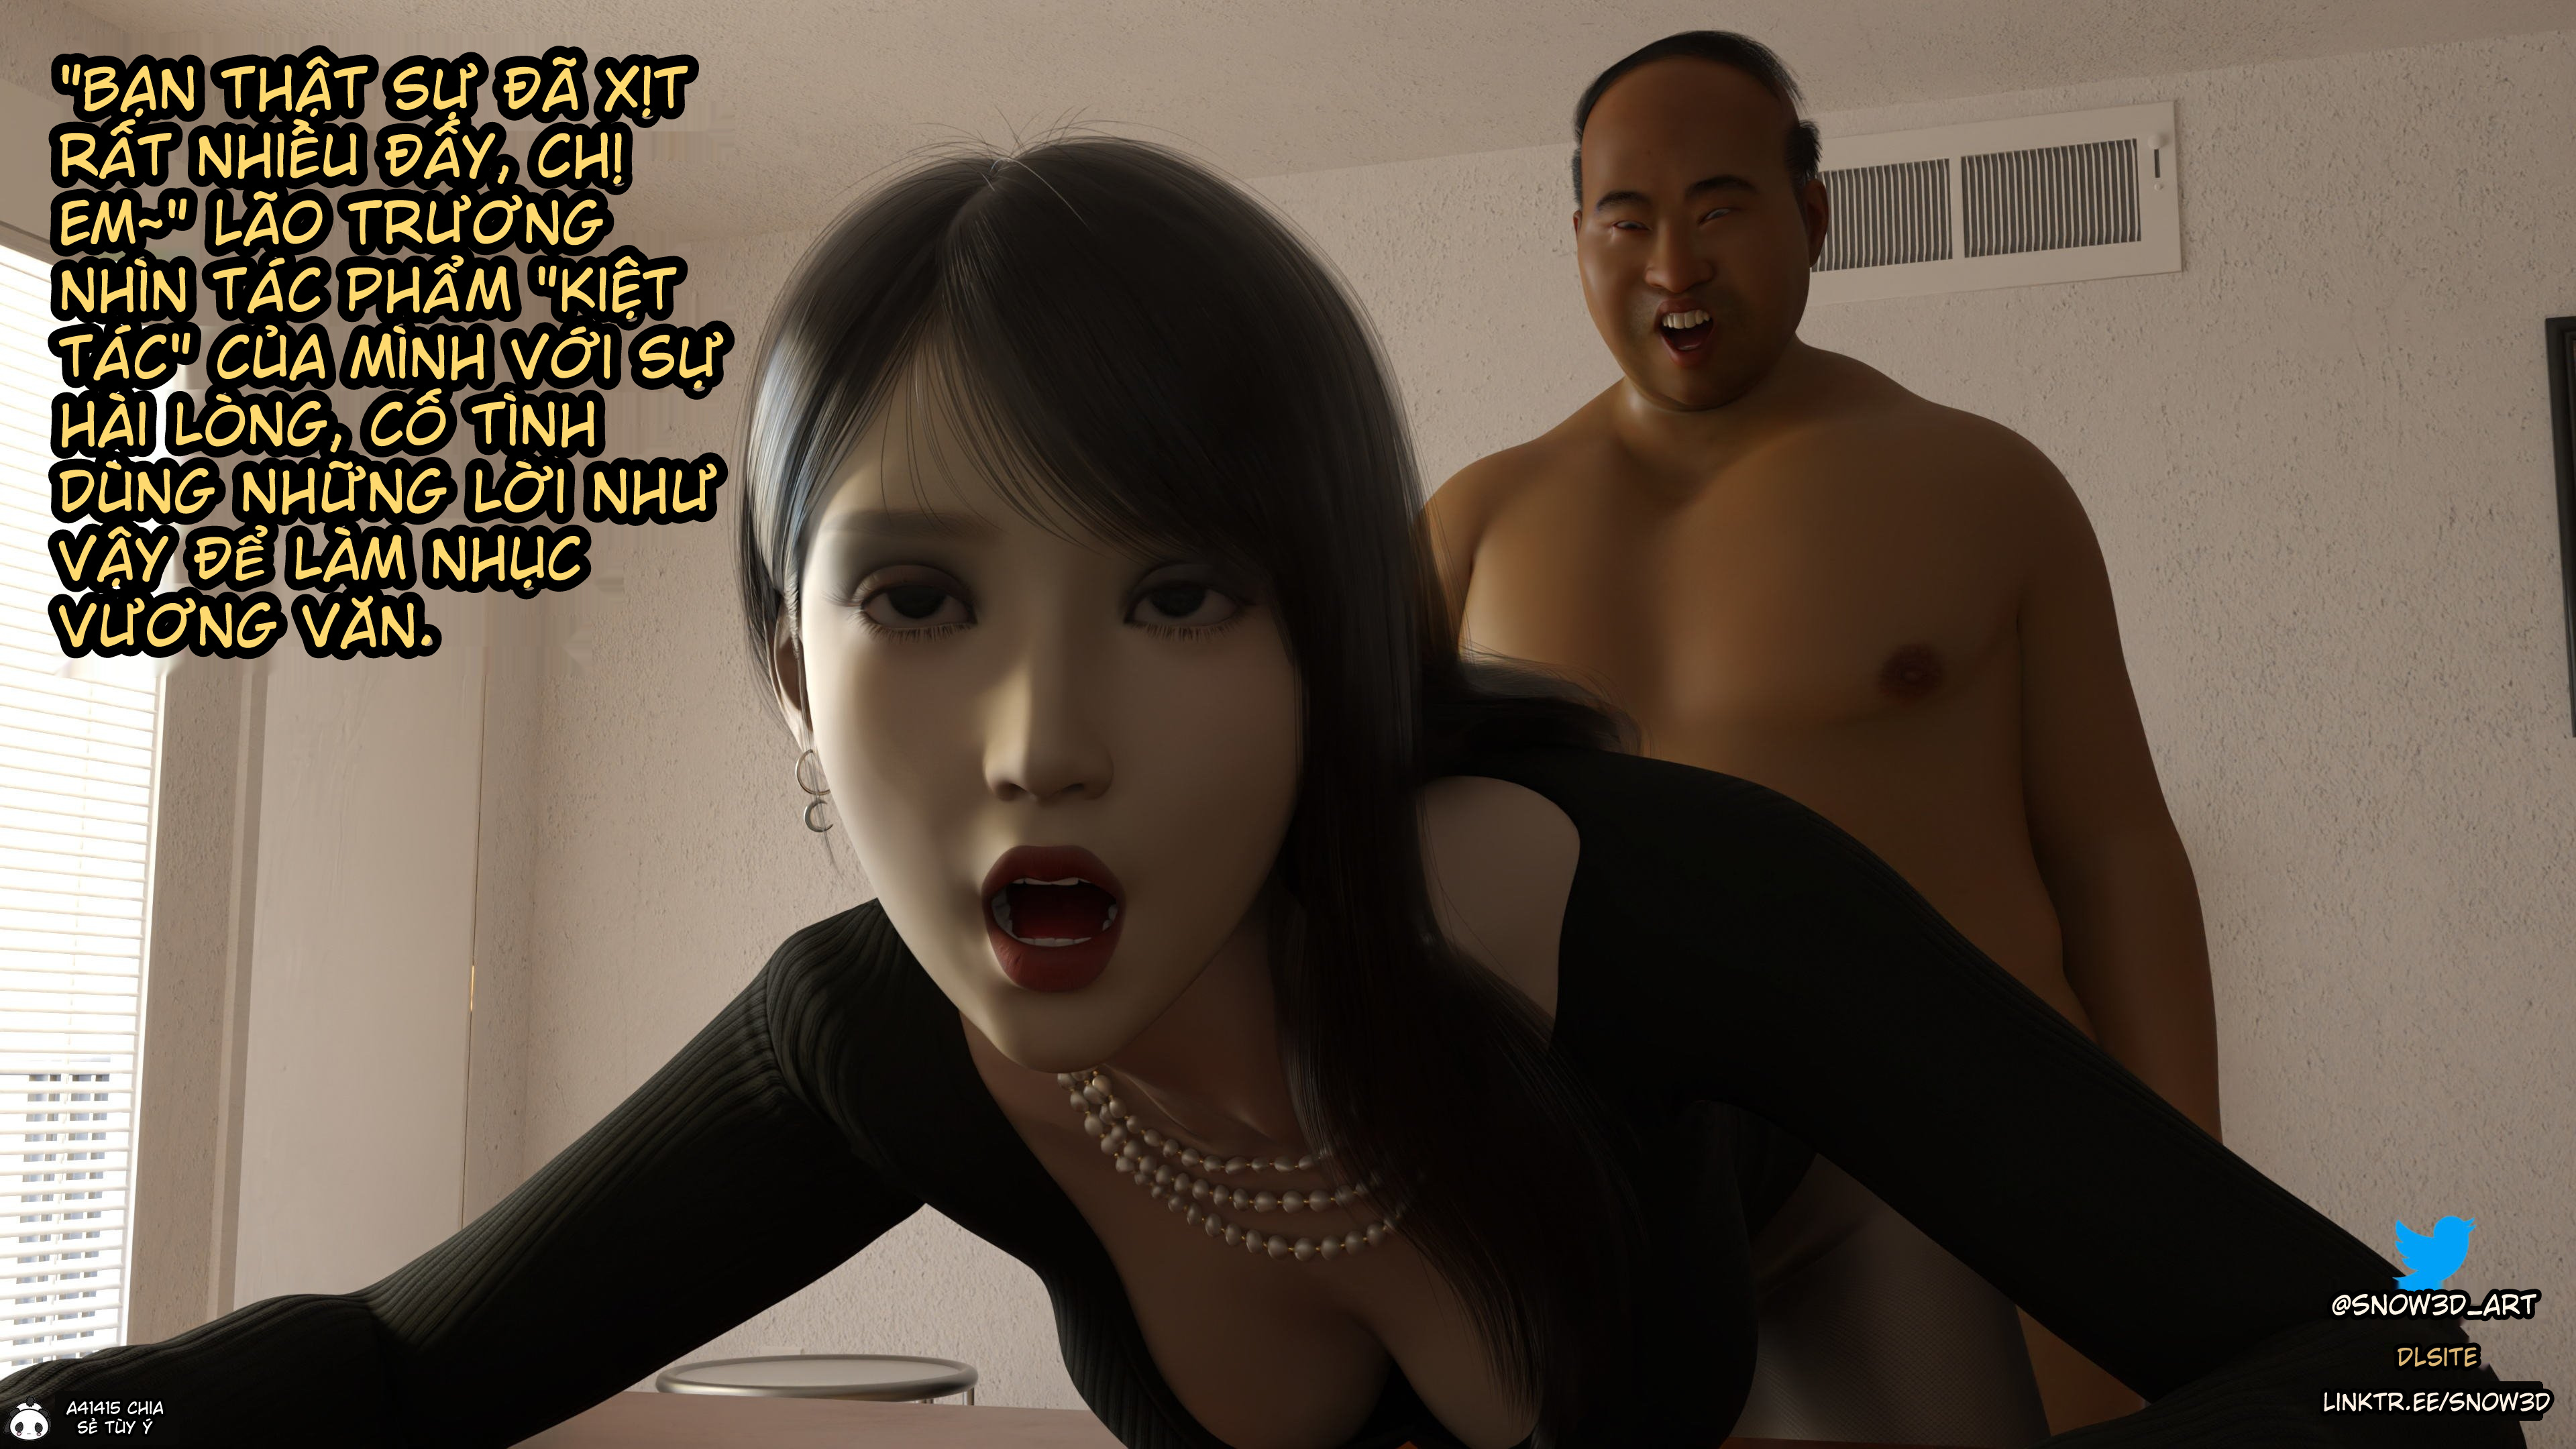 "BẠN THẬT SỰ ĐÃ XỊT
RẤT NHIỀU ĐẤY, CHỊ
EM~" LÃO TRƯƠNG
NHÌN TÁC PHẨM "KIỆT
TÁC" CỦA MÌNH VỚI SỰ
HÀI LÒNG, CỐ TÌNH
DÙNG NHỮNG LỜI NHƯ
VẬY ĐỂ LÀM NHỤC
VƯƠNG VĂN.
@SNOW3D_ART
DLSITE
LINKTR.EE/SNOW3D
A41415 CHIA
SẺ TÙY Ý